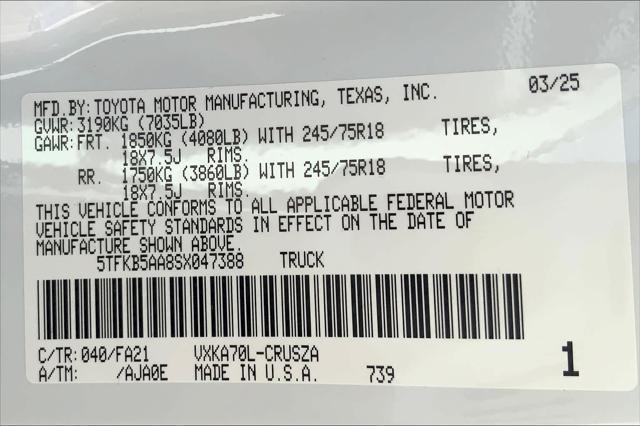 MFD BY: TOYOTA MOTOR MANUFACTURING, TEXAS, INC. 03/25
GVWR: 3190KG (7035LB)
GAWR: FRT. 1850KG (4080LB) WITH 245/75R18 TIRES,
18X7.5J RIMS.
RR. 1750KG (3860LB) WITH 245/75R18 TIRES,
18X7.5J RIMS.
THIS VEHICLE CONFORMS TO ALL APPLICABLE FEDERAL MOTOR
VEHICLE SAFETY STANDARDS IN EFFECT ON THE DATE OF
MANUFACTURE SHOWN ABOVE.
5TFKB5AA8SX047388 TRUCK
C/TR: 040/FA21 VXKA70L-CRUSZA
A/TM: /AJA0E MADE IN U.S.A. 739 1